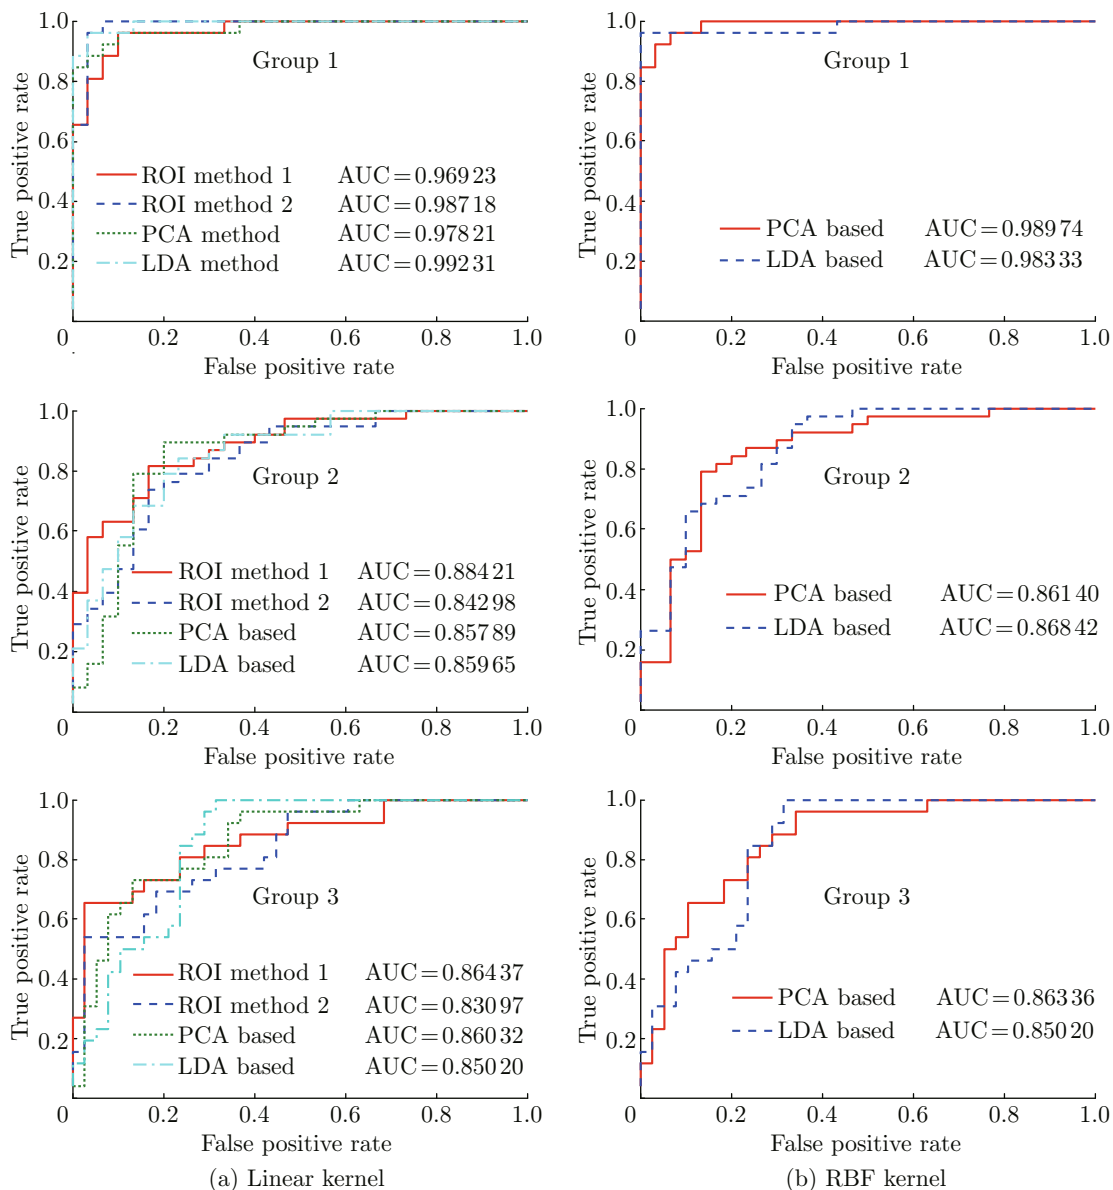 1.0
0.8
0.6
0.4
0.2
True positive rate
Group 1
ROI method 1 AUC=0.96923
ROI method 2 AUC=0.98718
PCA method AUC=0.97821
LDA method AUC=0.99231
0 0.2 0.4 0.6 0.8 1.0
False positive rate
1.0
0.8
0.6
0.4
0.2
True positive rate
Group 1
PCA based AUC=0.98974
LDA based AUC=0.98333
0 0.2 0.4 0.6 0.8 1.0
False positive rate
1.0
0.8
0.6
0.4
0.2
True positive rate
Group 2
ROI method 1 AUC=0.88421
ROI method 2 AUC=0.84298
PCA based AUC=0.85789
LDA based AUC=0.85965
0 0.2 0.4 0.6 0.8 1.0
False positive rate
1.0
0.8
0.6
0.4
0.2
True positive rate
Group 2
PCA based AUC=0.86140
LDA based AUC=0.86842
0 0.2 0.4 0.6 0.8 1.0
False positive rate
1.0
0.8
0.6
0.4
0.2
True positive rate
Group 3
ROI method 1 AUC=0.86437
ROI method 2 AUC=0.83097
PCA based AUC=0.86032
LDA based AUC=0.85020
0 0.2 0.4 0.6 0.8 1.0
False positive rate
(a) Linear kernel
1.0
0.8
0.6
0.4
0.2
True positive rate
Group 3
PCA based AUC=0.86336
LDA based AUC=0.85020
0 0.2 0.4 0.6 0.8 1.0
False positive rate
(b) RBF kernel